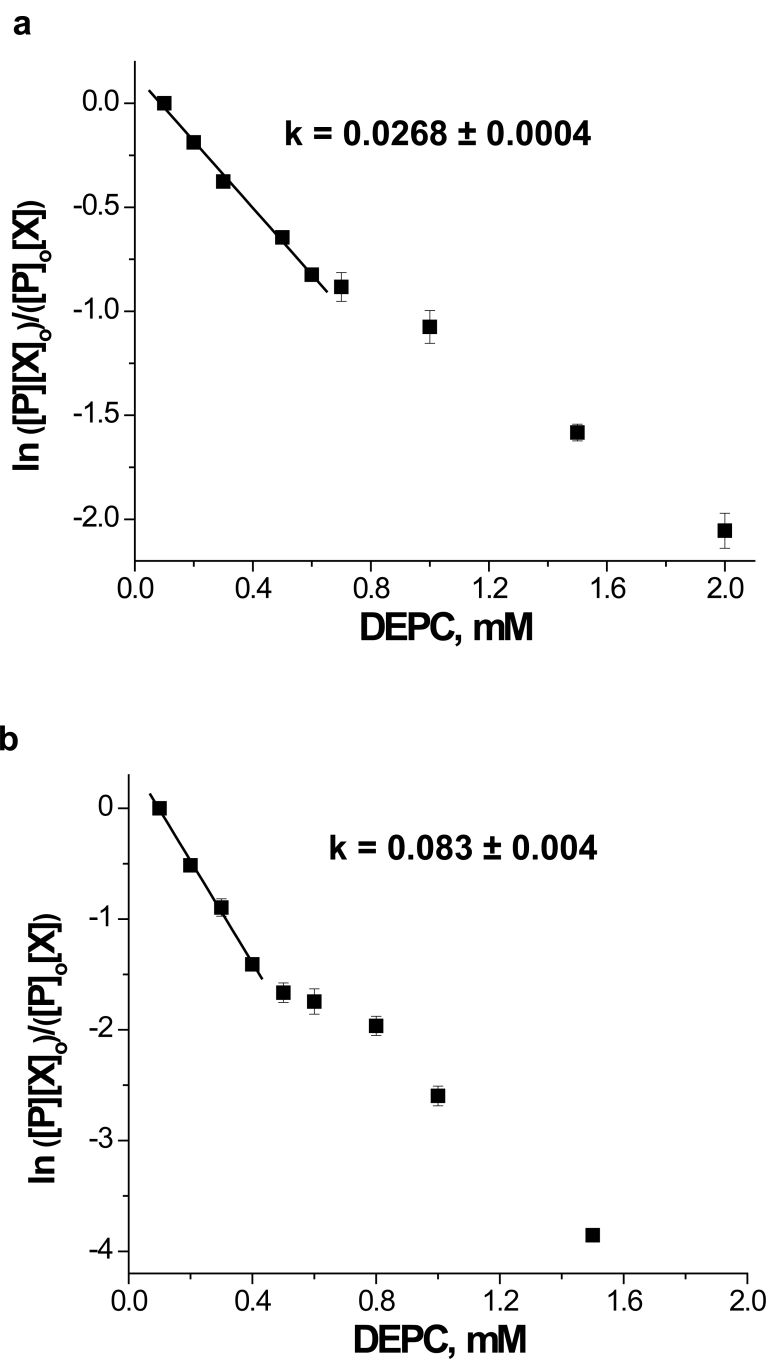 a
0.0
-0.5
-1.0
-1.5
-2.0
ln ([P][X]o)/([P]o[X])
k = 0.0268 ± 0.0004
0.0 0.4 0.8 1.2 1.6 2.0
DEPC, mM
b
0
-1
-2
-3
-4
ln ([P][X]o)/([P]o[X])
k = 0.083 ± 0.004
0.0 0.4 0.8 1.2 1.6 2.0
DEPC, mM